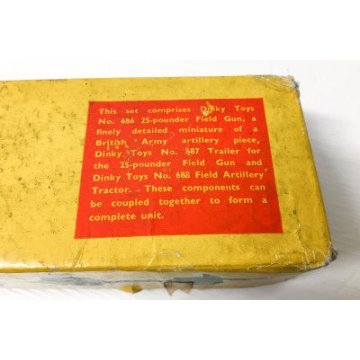 This set comprises Dinky Toys
No. 686 25-pounder Field Gun, a
finely detailed miniature of a
British Army artillery piece,
Dinky Toys No. 687 Trailer for
the 25-pounder Field Gun and
Dinky Toys No. 688 Field Artillery
Tractor. These components can
be coupled together to form a
complete unit.